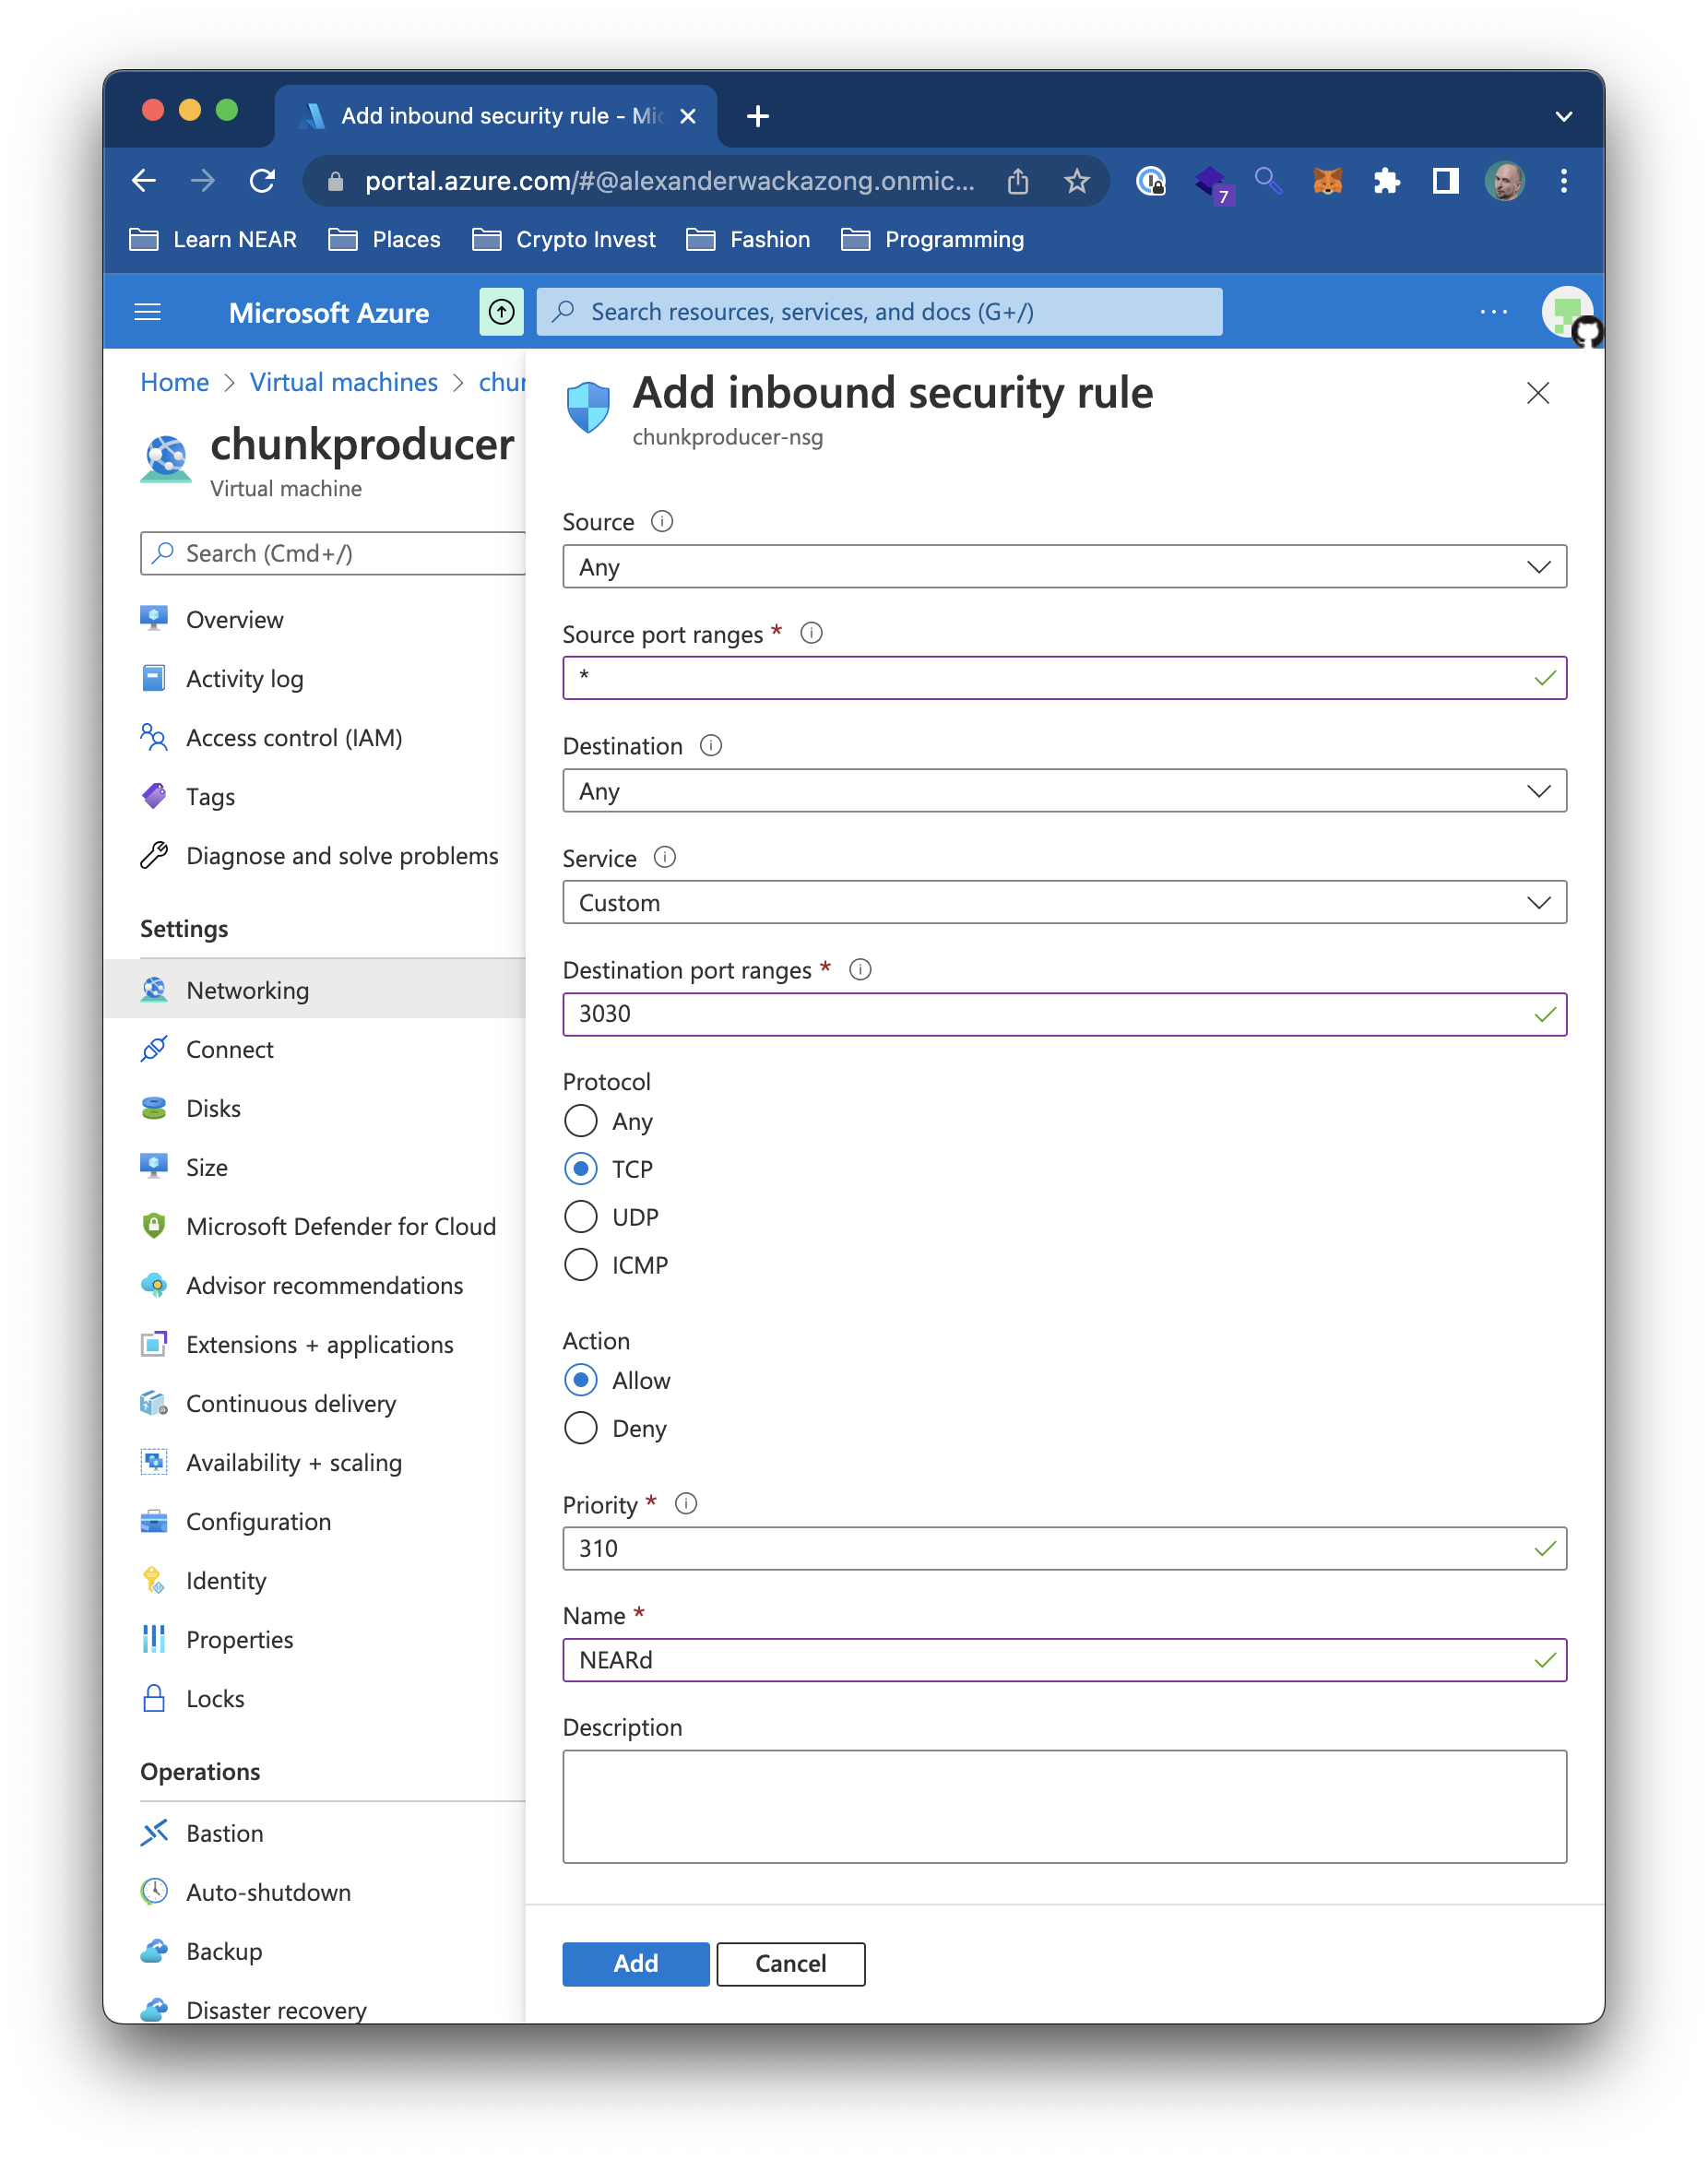 Add inbound security rule - Mic
portal.azure.com/#@alexanderwackazong.onmic...
7
Learn NEAR
Places
Crypto Invest
Fashion
Programming
Microsoft Azure
Search resources, services, and docs (G+/)
...
Home > Virtual machines > chun
chunkproducer
Virtual machine
Search (Cmd+/)
Overview
Activity log
Access control (IAM)
Tags
Diagnose and solve problems
Settings
Networking
Connect
Disks
Size
Microsoft Defender for Cloud
Advisor recommendations
Extensions + applications
Continuous delivery
Availability + scaling
Configuration
Identity
Properties
Locks
Operations
Bastion
Auto-shutdown
Backup
Disaster recovery
Add inbound security rule
chunkproducer-nsg
Source
Any
Source port ranges *
*
Destination
Any
Service
Custom
Destination port ranges *
3030
Protocol
Any
TCP
UDP
ICMP
Action
Allow
Deny
Priority *
310
Name *
NEARd
Description
Add
Cancel